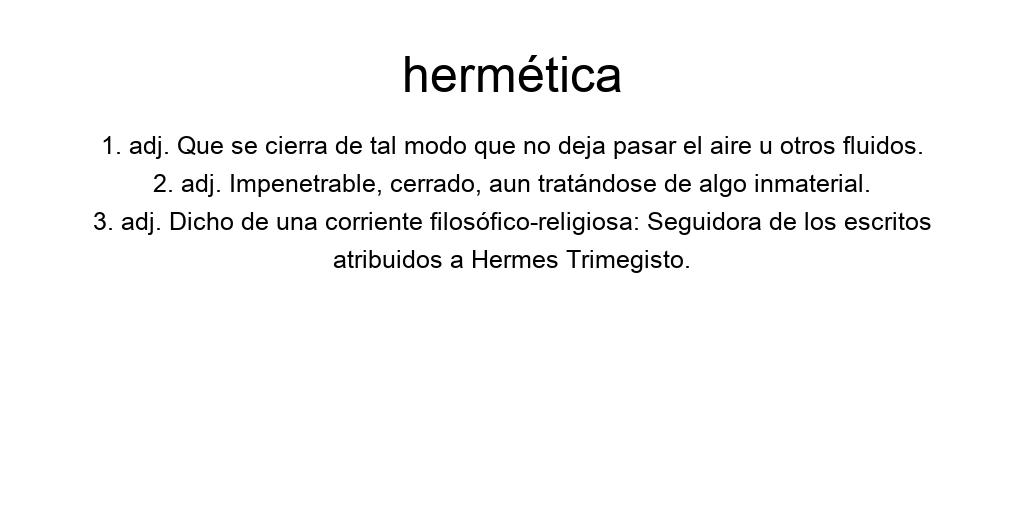 hermética
1. adj. Que se cierra de tal modo que no deja pasar el aire u otros fluidos.
2. adj. Impenetrable, cerrado, aun tratándose de algo inmaterial.
3. adj. Dicho de una corriente filosófico-religiosa: Seguidora de los escritos
atribuidos a Hermes Trimegisto.